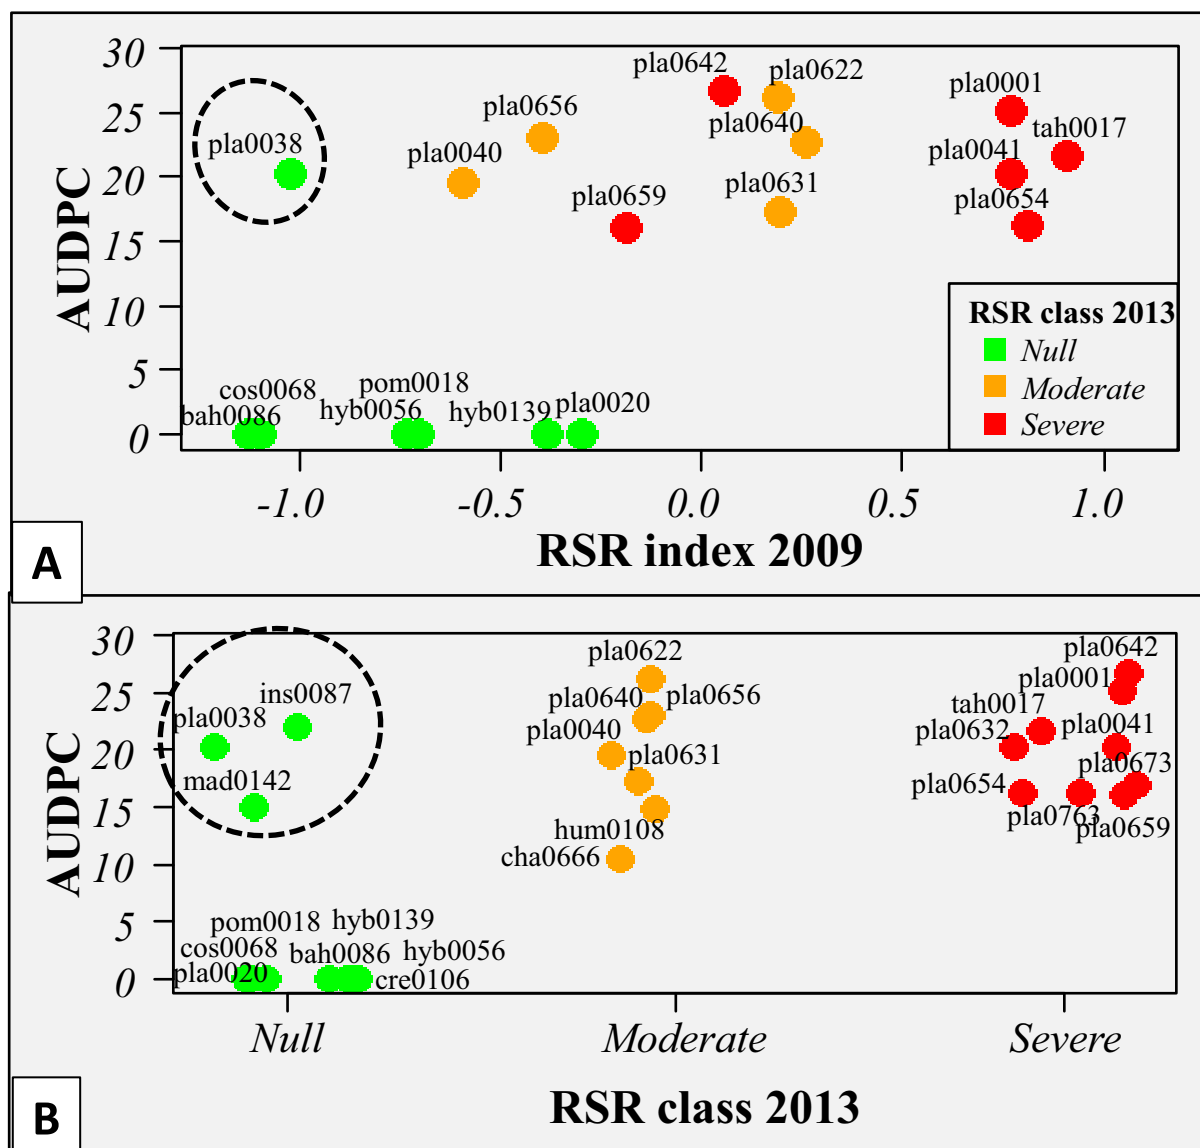 30
pla0642
pla0622
pla0001
25
pla0656
pla0640
tah0017
pla0038
pla0040
pla0041
20
pla0659
pla0631
pla0654
15
AUDPC
10
RSR class 2013
Null
5
Moderate
cos0068
pom0018
bah0086
hyb0056
hyb0139
pla0020
Severe
0
-1.0
-0.5
0.0
0.5
1.0
RSR index 2009
A
30
pla0622
pla0642
25
ins0087
pla0640
pla0656
pla0001
tah0017
pla0038
pla0040
pla0632
pla0041
20
mad0142
pla0631
pla0673
pla0654
15
pla0763
hum0108
pla0659
AUDPC
cha0666
10
5
pom0018
hyb0139
cos0068
bah0086
hyb0056
pla0020
cre0106
0
Null
Moderate
Severe
RSR class 2013
B